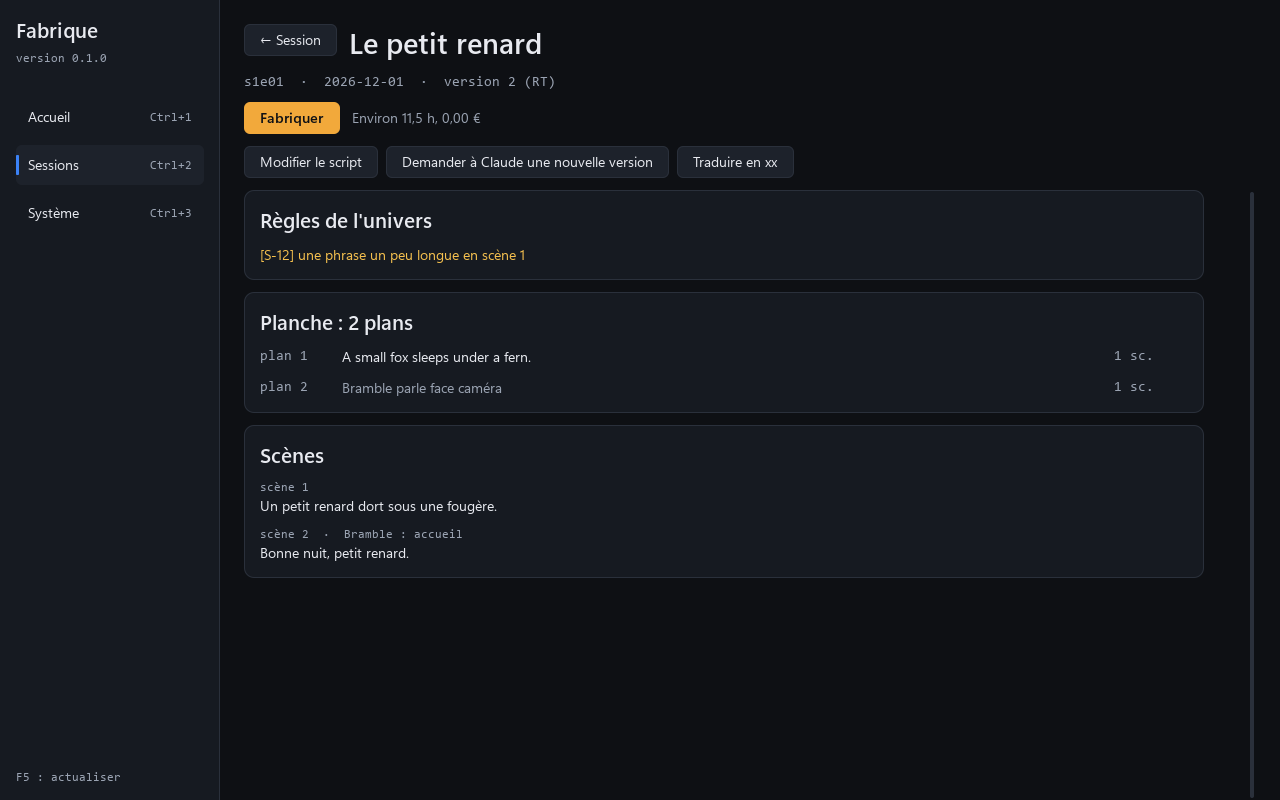 Fabrique
version 0.1.0
Accueil Ctrl+1
Sessions Ctrl+2
Système Ctrl+3
F5 : actualiser
← Session Le petit renard
s1e01 · 2026-12-01 · version 2 (RT)
Fabriquer Environ 11,5 h, 0,00 €
Modifier le script Demander à Claude une nouvelle version Traduire en xx
Règles de l'univers
[S-12] une phrase un peu longue en scène 1
Planche : 2 plans
plan 1 A small fox sleeps under a fern. 1 sc.
plan 2 Bramble parle face caméra 1 sc.
Scènes
scène 1
Un petit renard dort sous une fougère.
scène 2 · Bramble : accueil
Bonne nuit, petit renard.